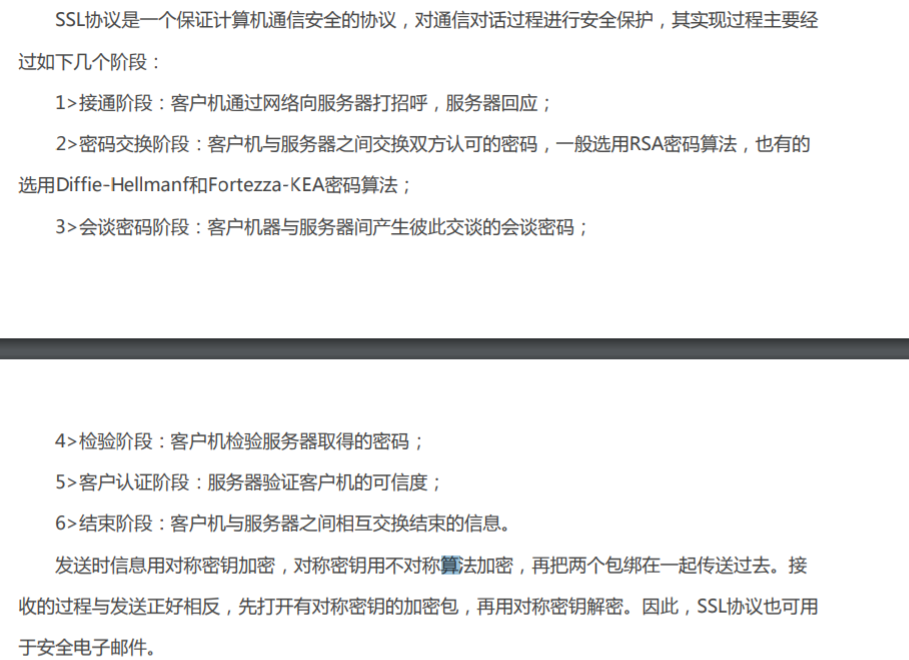 SSL协议是一个保证计算机通信安全的协议，对通信对话过程进行安全保护，其实现过程主要经
过如下几个阶段：
1>接通阶段：客户机通过网络向服务器打招呼，服务器回应；
2>密码交换阶段：客户机与服务器之间交换双方认可的密码，一般选用RSA密码算法，也有的
选用Diffie-Hellmanf和Fortezza-KEA密码算法；
3>会谈密码阶段：客户机器与服务器间产生彼此交谈的会谈密码；
4>检验阶段：客户机检验服务器取得的密码；
5>客户认证阶段：服务器验证客户机的可信度；
6>结束阶段：客户机与服务器之间相互交换结束的信息。
发送时信息用对称密钥加密，对称密钥用不对称算法加密，再把两个包绑在一起传送过去。接
收的过程与发送正好相反，先打开有对称密钥的加密包，再用对称密钥解密。因此，SSL协议也可用
于安全电子邮件。